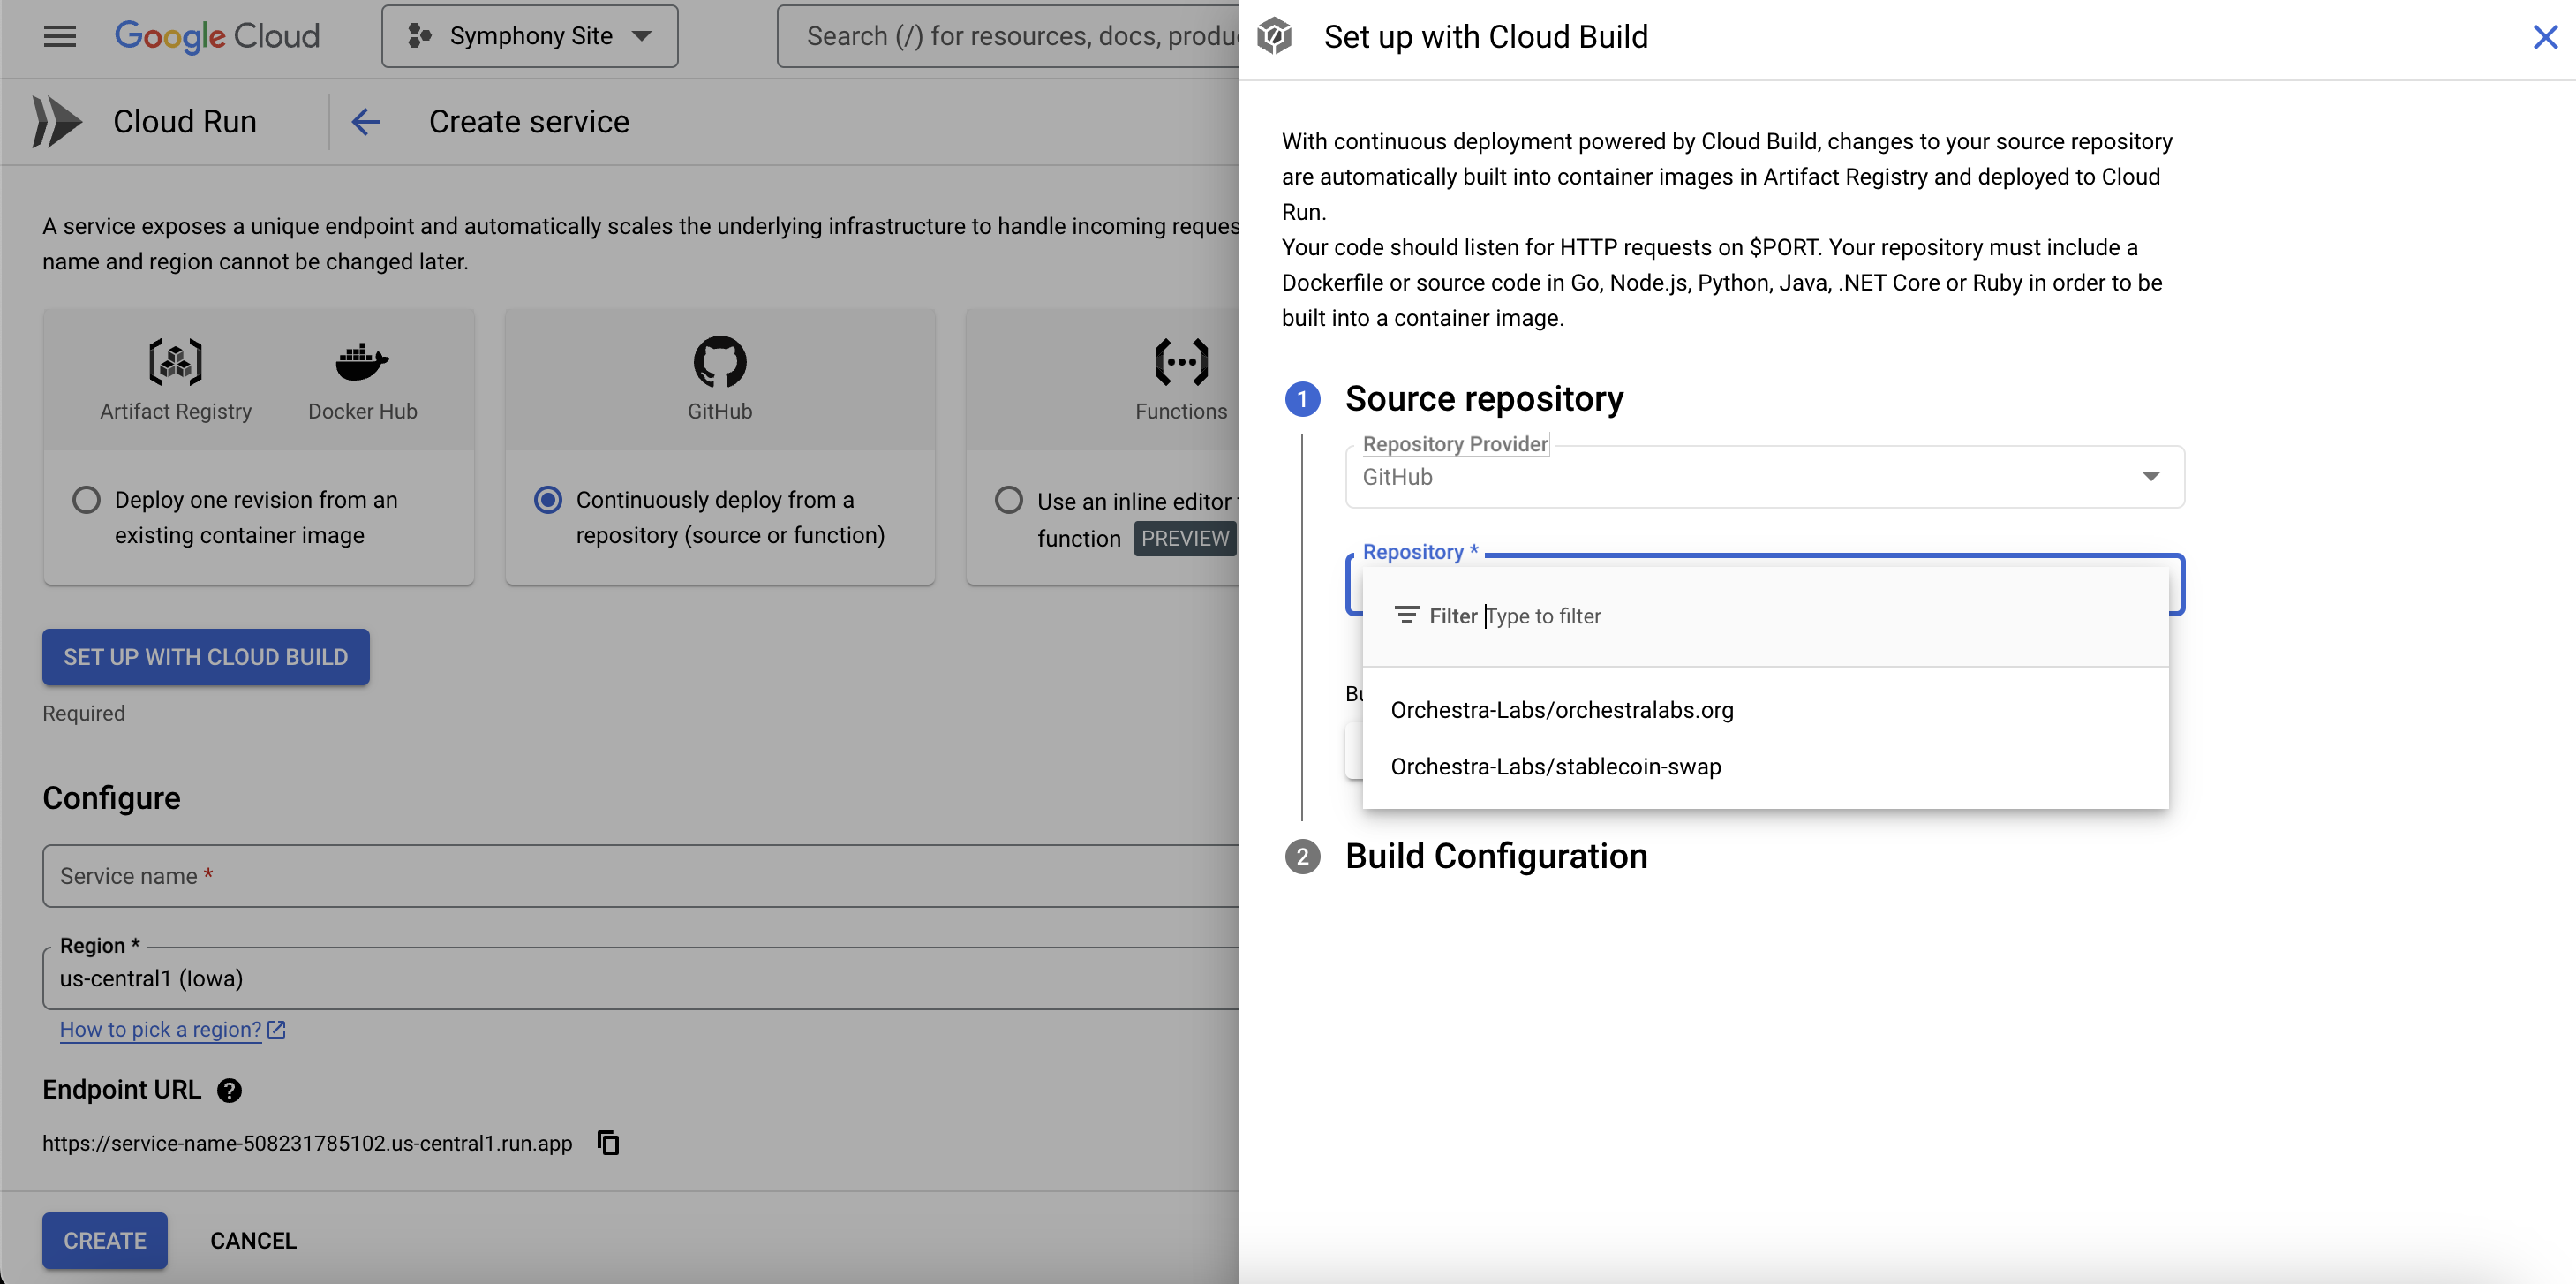 Google Cloud
Symphony Site
Search (/) for resources, docs, produ
Cloud Run
Create service
A service exposes a unique endpoint and automatically scales the underlying infrastructure to handle incoming reques
name and region cannot be changed later.
Artifact Registry
Docker Hub
Deploy one revision from an
existing container image
GitHub
Continuously deploy from a
repository (source or function)
Functions
Use an inline editor
function PREVIEW
SET UP WITH CLOUD BUILD
Required
Configure
Service name *
Region *
us-central1 (Iowa)
How to pick a region?
Endpoint URL
https://service-name-508231785102.us-central1.run.app
CREATE
CANCEL
Set up with Cloud Build
With continuous deployment powered by Cloud Build, changes to your source repository
are automatically built into container images in Artifact Registry and deployed to Cloud
Run.
Your code should listen for HTTP requests on $PORT. Your repository must include a
Dockerfile or source code in Go, Node.js, Python, Java, .NET Core or Ruby in order to be
built into a container image.
1 Source repository
Repository Provider
GitHub
Repository *
Filter Type to filter
Orchestra-Labs/orchestralabs.org
Orchestra-Labs/stablecoin-swap
2 Build Configuration